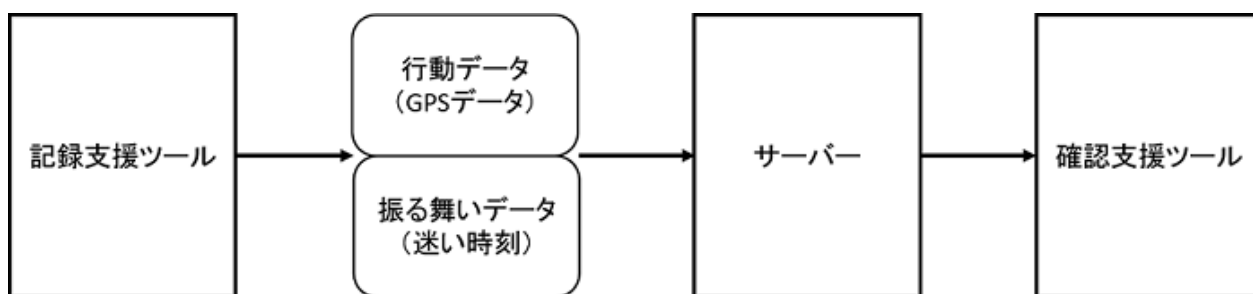 記録支援ツール
行動データ
（GPSデータ）
振る舞いデータ
（迷い時刻）
サーバー
確認支援ツール